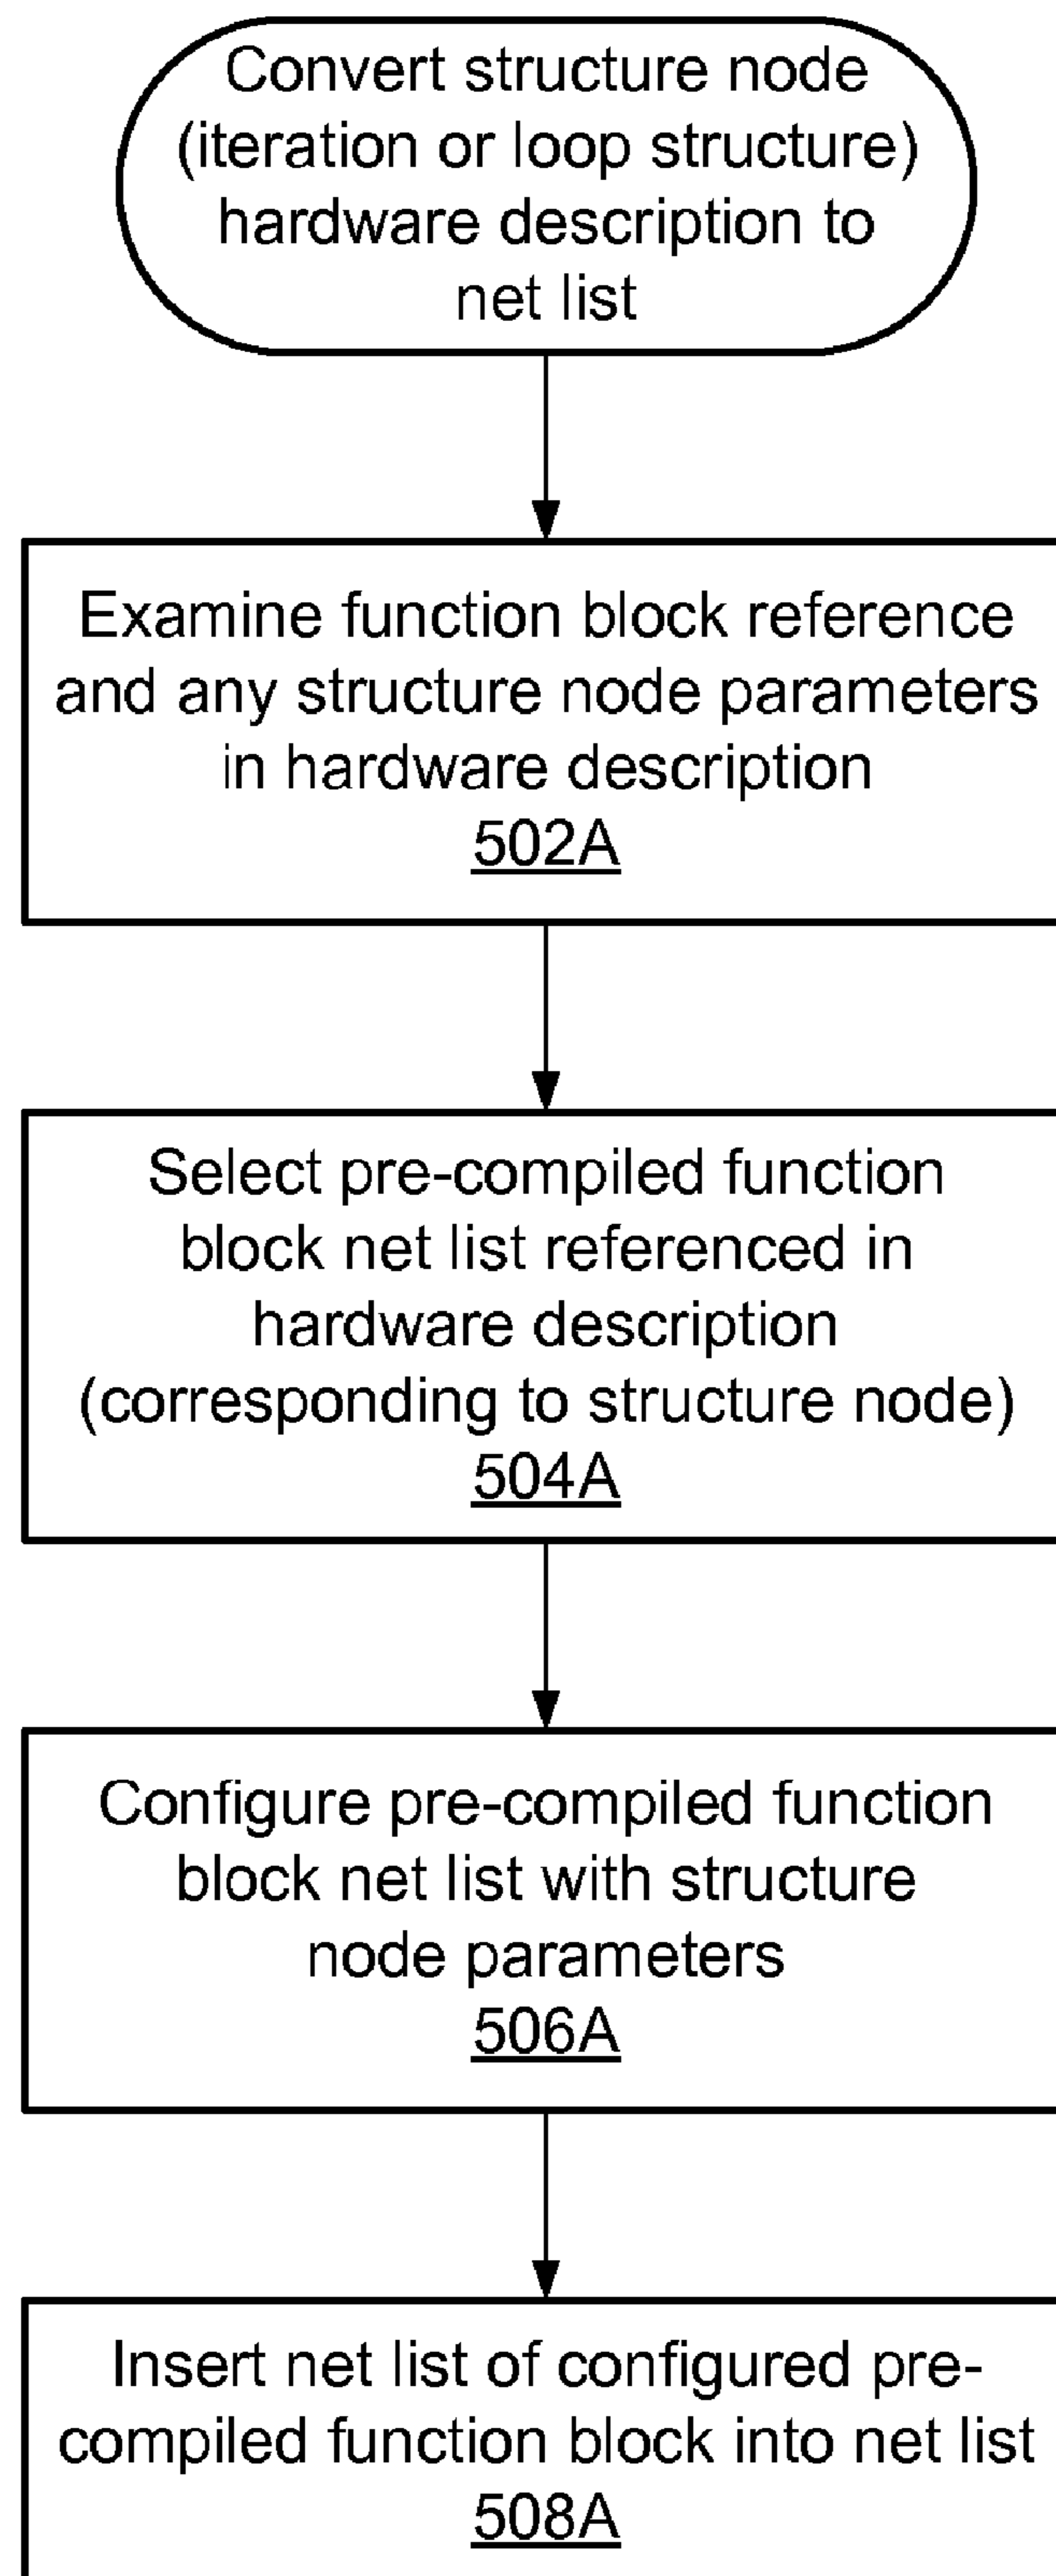 Convert structure node
(iteration or loop structure)
hardware description to
net list
Examine function block reference
and any structure node parameters
in hardware description
502A
Select pre-compiled function
block net list referenced in
hardware description
(corresponding to structure node)
504A
Configure pre-compiled function
block net list with structure
node parameters
506A
Insert net list of configured pre-
compiled function block into net list
508A